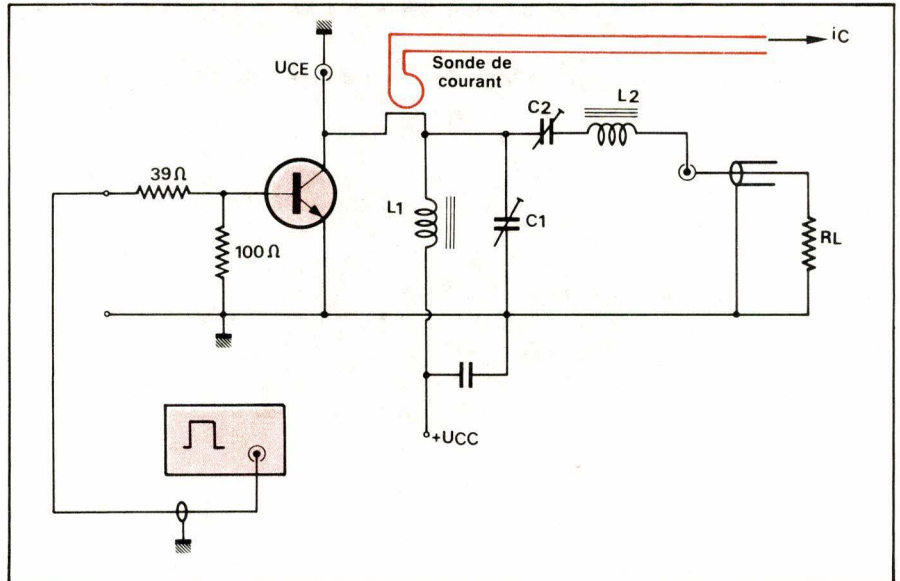 iC
Sonde de
courant
UCE
C2
L2
39Ω
L1
C1
100Ω
RL
+UCC